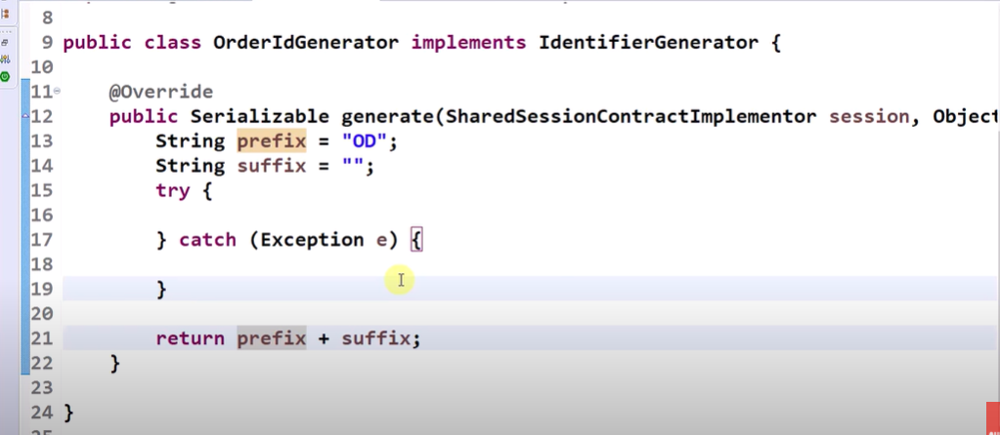 8
9 public class OrderIdGenerator implements IdentifierGenerator {
10
11 @Override
12 public Serializable generate(SharedSessionContractImplementor session, Object
13 String prefix = "OD";
14 String suffix = "";
15 try {
16
17 } catch (Exception e) {
18
19 }
20
21 return prefix + suffix;
22 }
23
24 }